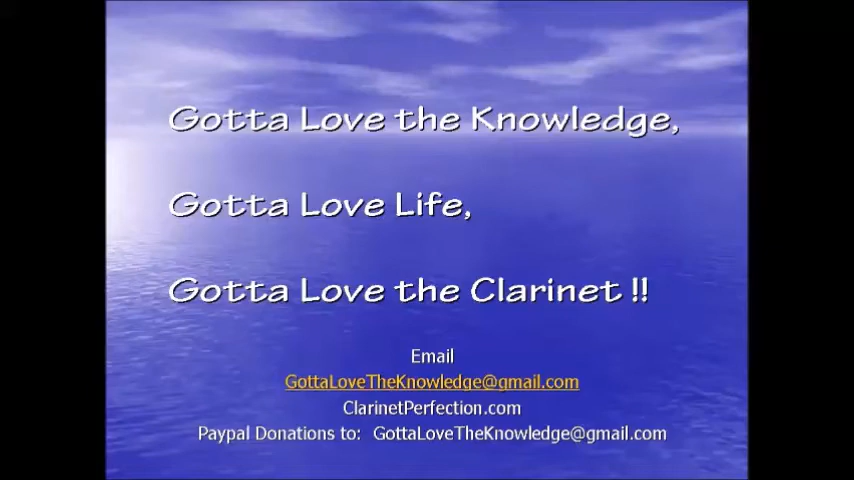 Gotta Love the Knowledge,
Gotta Love Life,
Gotta Love the Clarinet !!
Email
GottaLoveTheKnowledge@gmail.com
ClarinetPerfection.com
Paypal Donations to: GottaLoveTheKnowledge@gmail.com